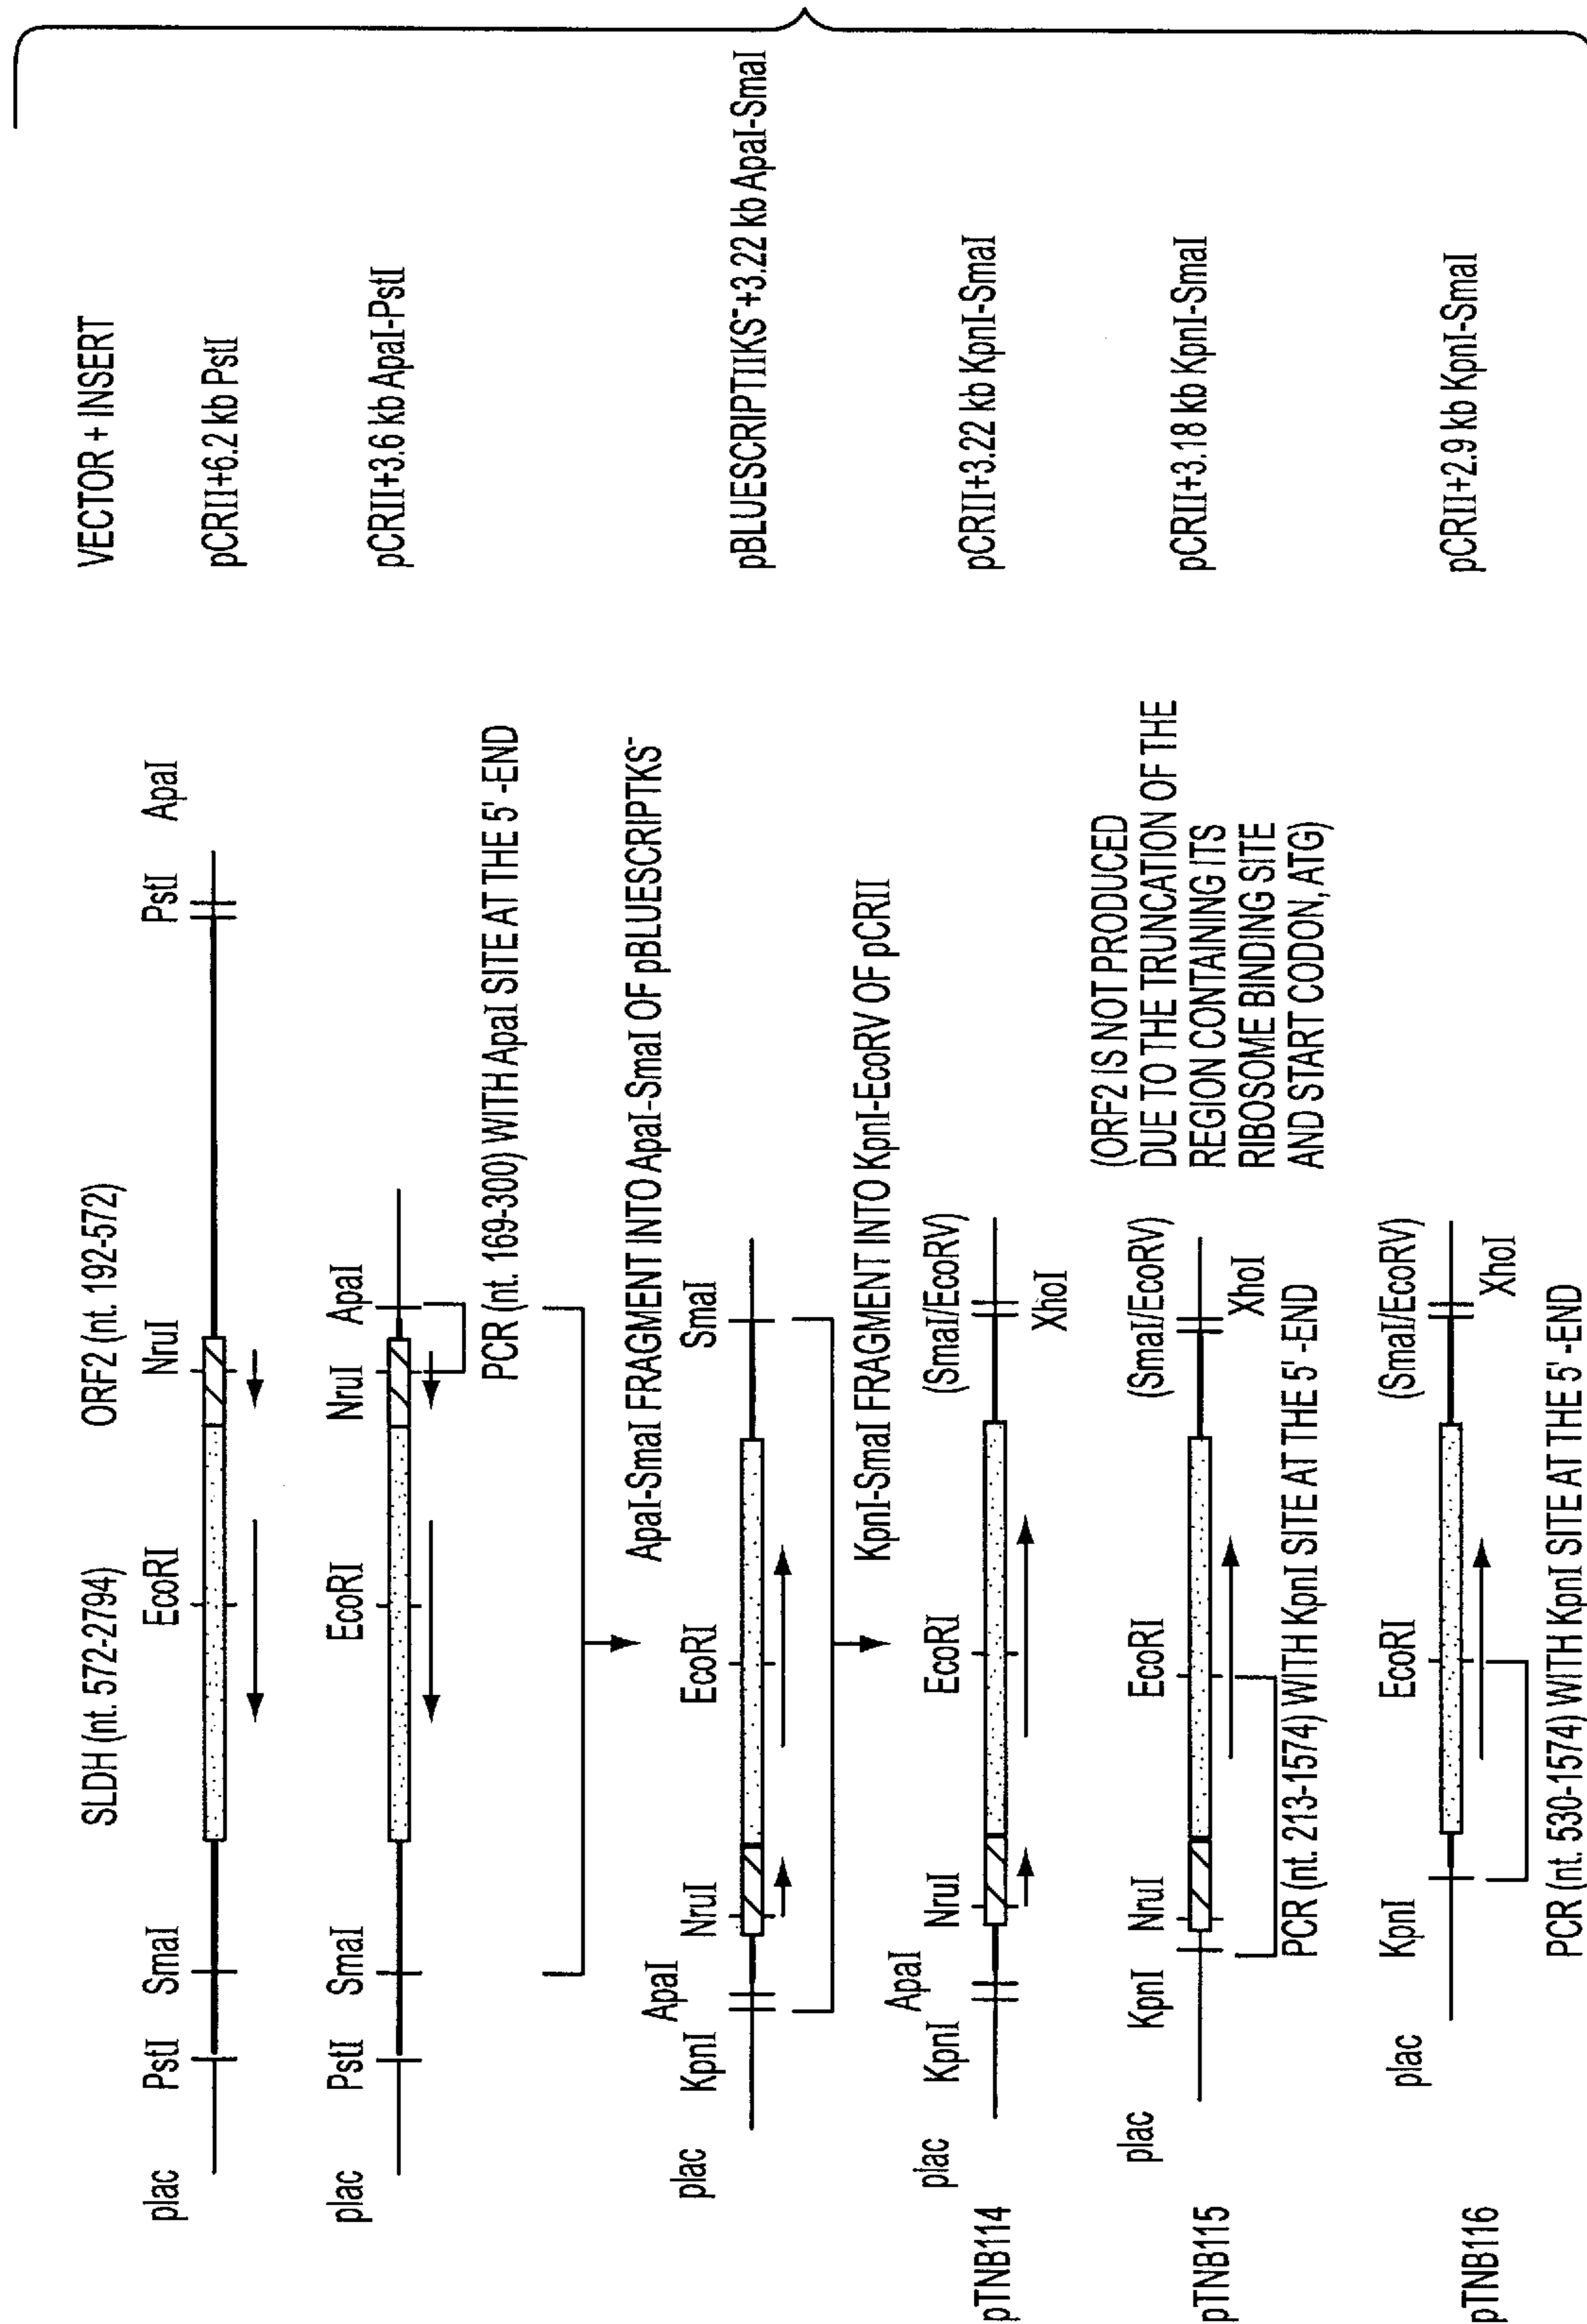 VECTOR + INSERT
SLDH (nt. 572-2794)
ORF2 (nt. 192-572)
plac
PstI
SmaI
EcoRI
NruI
PstI
ApaI
pCRII+6.2 kb PstI
plac
PstI
SmaI
EcoRI
NruI
ApaI
pCRII+3.6 kb ApaI-PstI
PCR (nt. 169-300) WITH ApaI SITE AT THE 5'-END
ApaI-SmaI FRAGMENT INTO ApaI-SmaI OF pBLUESCRIPTKS-
plac
KpnI
ApaI
NruI
EcoRI
SmaI
pBLUESCRIPTIIKS-+3.22 kb ApaI-SmaI
KpnI-SmaI FRAGMENT INTO KpnI-EcoRV OF pCRII
pTNB114
plac
KpnI
ApaI
NruI
EcoRI
(SmaI/EcoRV)
XhoI
pCRII+3.22 kb KpnI-SmaI
(ORF2 IS NOT PRODUCED
DUE TO THE TRUNCATION OF THE
REGION CONTAINING ITS
RIBOSOME BINDING SITE
AND START CODON, ATG)
pTNB115
plac
KpnI
NruI
EcoRI
(SmaI/EcoRV)
XhoI
pCRII+3.18 kb KpnI-SmaI
PCR (nt. 213-1574) WITH KpnI SITE AT THE 5'-END
pTNB116
plac
KpnI
EcoRI
(SmaI/EcoRV)
XhoI
pCRII+2.9 kb KpnI-SmaI
PCR (nt. 530-1574) WITH KpnI SITE AT THE 5'-END